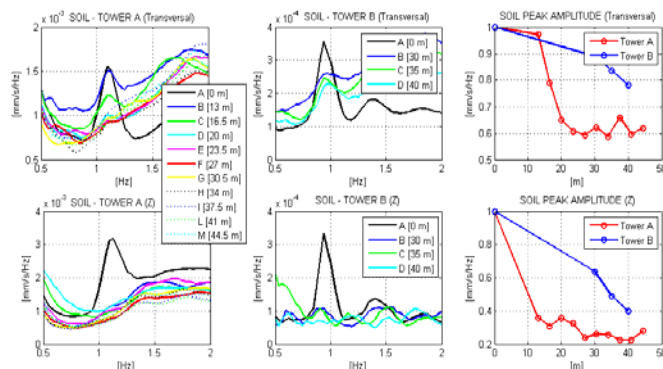 x 10⁻³ SOIL - TOWER A (Transversal)
2
1.5
1
0.5
[mm/s/Hz]
0.5 1 1.5 2
[Hz]
A [0 m]
B [13 m]
C [16.5 m]
D [20 m]
E [23.5 m]
F [27 m]
G [30.5 m]
H [34 m]
I [37.5 m]
L [41 m]
M [44.5 m]
x 10⁻⁴ SOIL - TOWER B (Transversal)
4
3
2
1
0
[mm/s/Hz]
0.5 1 1.5 2
[Hz]
A [0 m]
B [30 m]
C [35 m]
D [40 m]
SOIL PEAK AMPLITUDE (Transversal)
1
0.9
0.8
0.7
0.6
0.5
[mm/s/Hz]
0 10 20 30 40 50
[m]
Tower A
Tower B
x 10⁻³ SOIL - TOWER A (Z)
4
3
2
1
0
[mm/s/Hz]
0.5 1 1.5 2
[Hz]
x 10⁻⁴ SOIL - TOWER B (Z)
4
3
2
1
0
[mm/s/Hz]
0.5 1 1.5 2
[Hz]
A [0 m]
B [30 m]
C [35 m]
D [40 m]
SOIL PEAK AMPLITUDE (Z)
1
0.8
0.6
0.4
0.2
[mm/s/Hz]
0 10 20 30 40 50
[m]
Tower A
Tower B